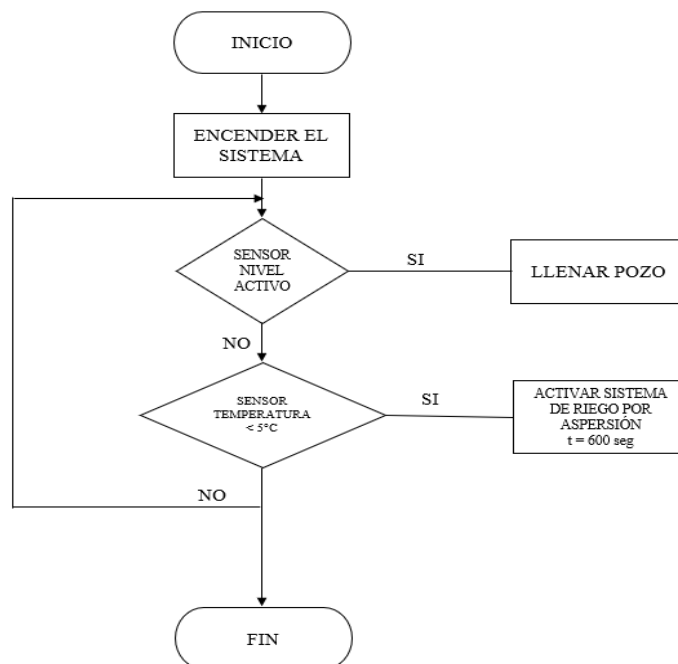 INICIO
ENCENDER EL
SISTEMA
SENSOR
NIVEL
ACTIVO
SI
LLENAR POZO
NO
SENSOR
TEMPERATURA
< 5°C
SI
ACTIVAR SISTEMA
DE RIEGO POR
ASPERSIÓN
t = 600 seg
NO
FIN